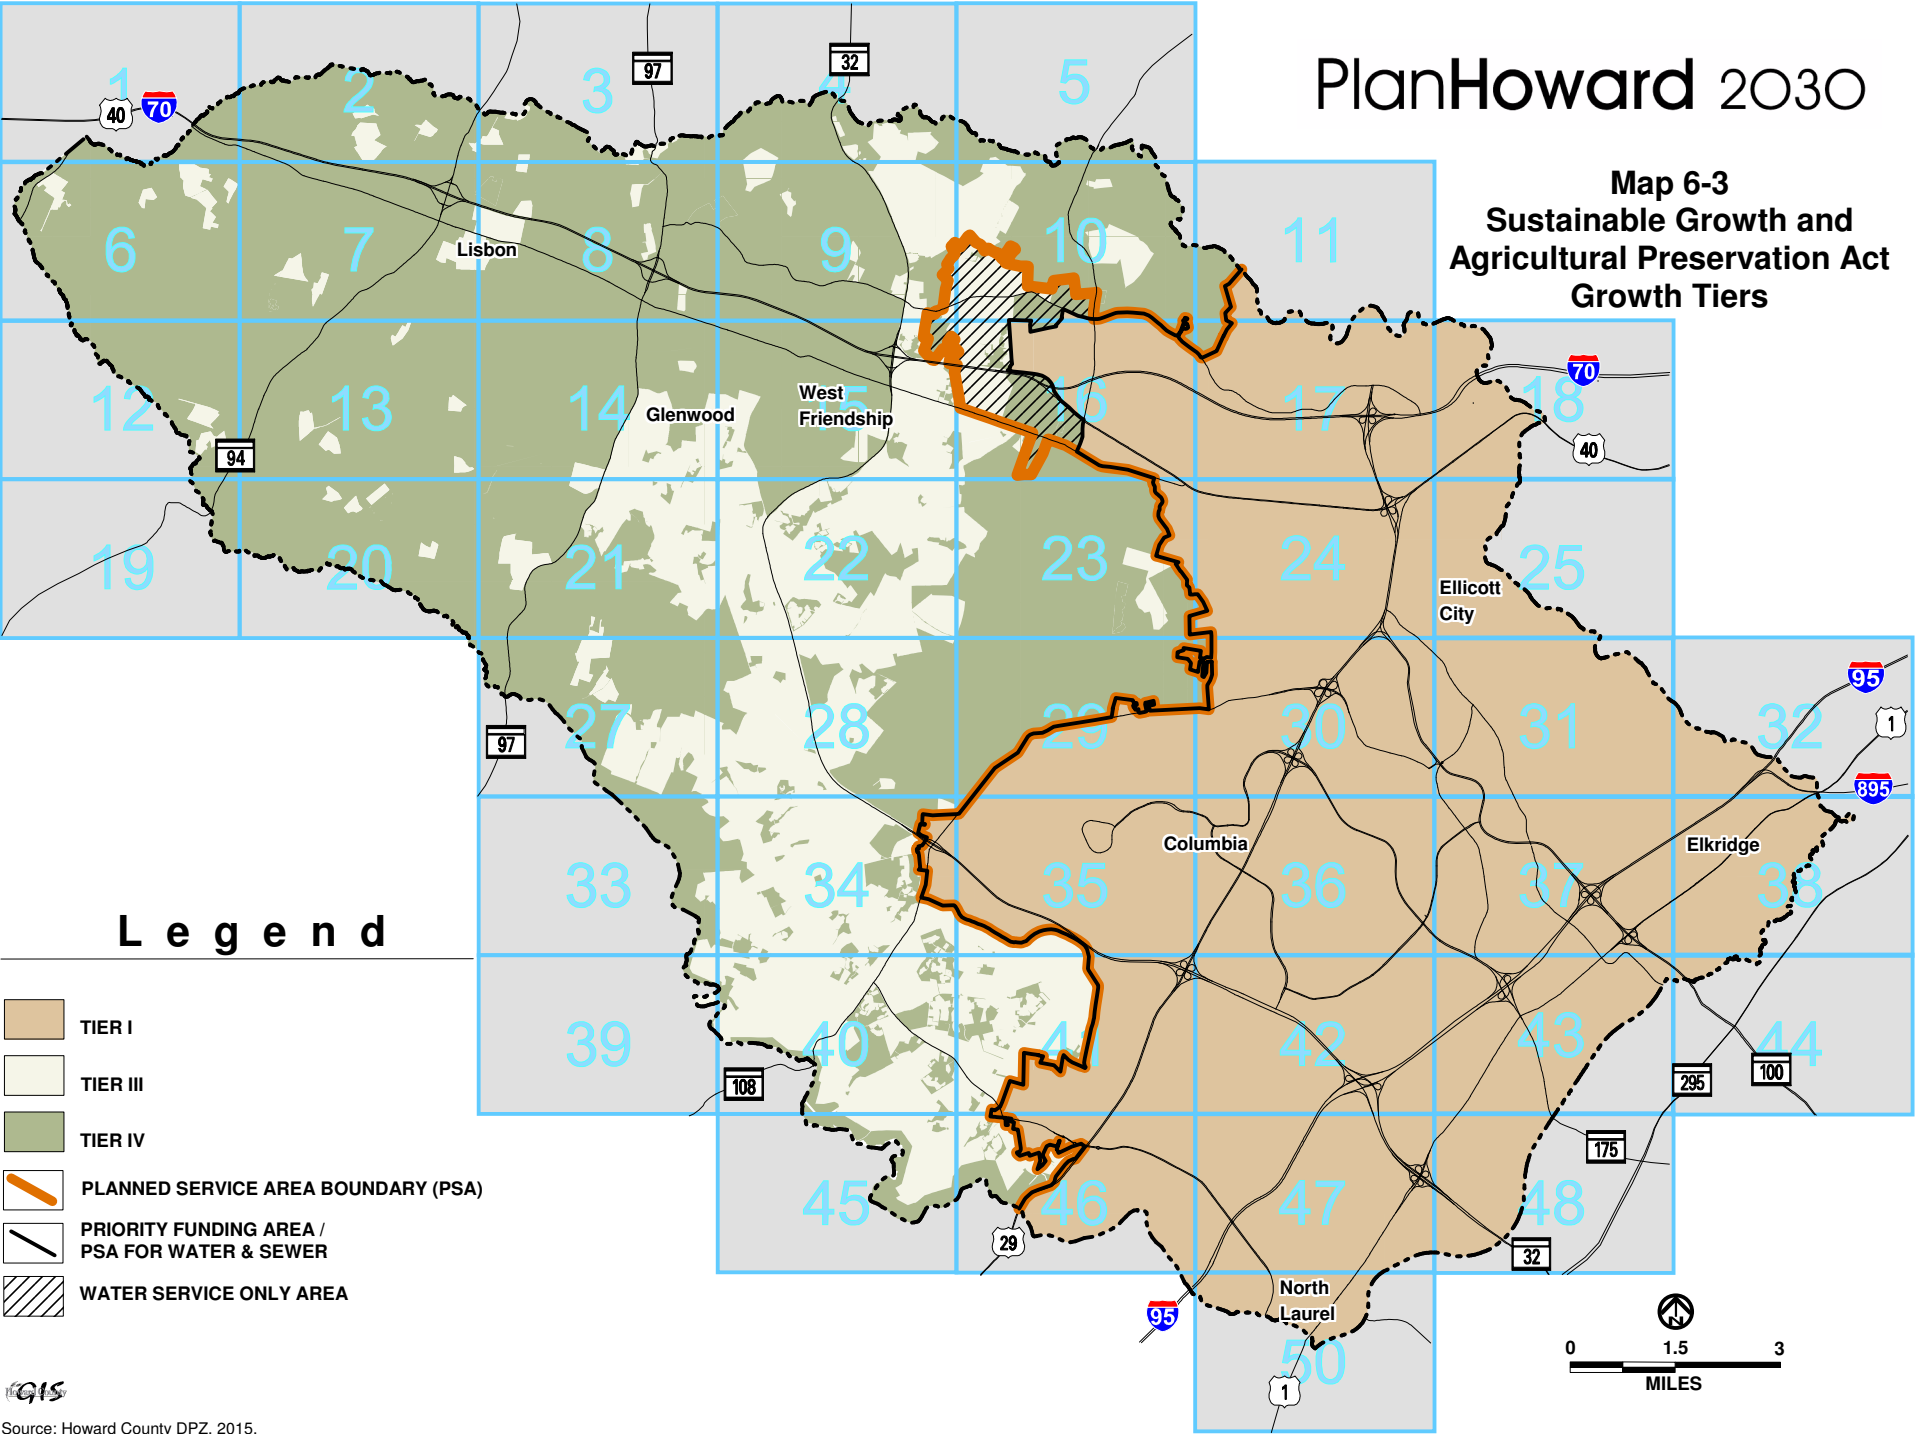 PlanHoward 2030
Map 6-3
Sustainable Growth and
Agricultural Preservation Act
Growth Tiers
1
2
3
4
5
40
70
97
32
6
7
8
9
10
11
Lisbon
12
13
14
15
16
17
18
94
Glenwood
West
Friendship
70
40
19
20
21
22
23
24
25
Ellicott
City
27
28
29
30
31
32
97
95
1
895
33
34
35
36
37
38
Columbia
Elkridge
39
40
41
42
43
44
108
295
100
175
45
46
47
48
29
32
95
North
Laurel
50
1
Legend
TIER I
TIER III
TIER IV
PLANNED SERVICE AREA BOUNDARY (PSA)
PRIORITY FUNDING AREA /
PSA FOR WATER & SEWER
WATER SERVICE ONLY AREA
N
0 1.5 3
MILES
Howard County
GIS
Source: Howard County DPZ, 2015.